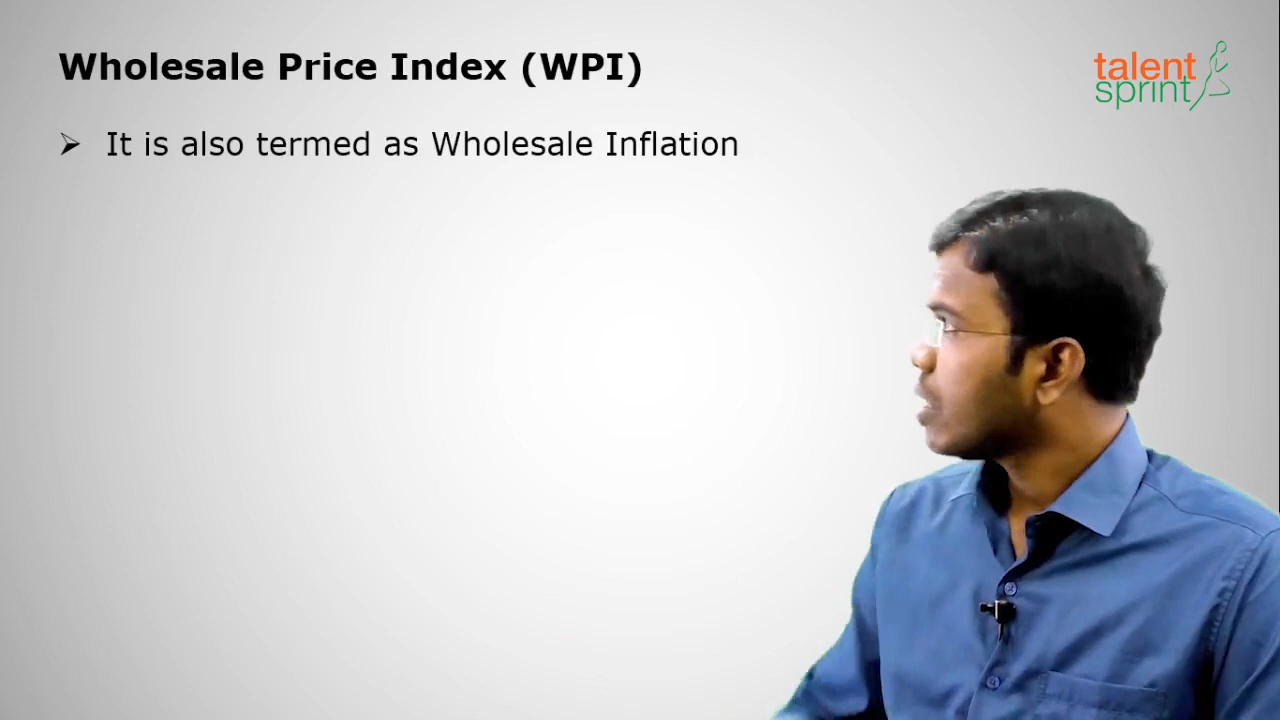 Wholesale Price Index (WPI)
talent
sprint
➢ It is also termed as Wholesale Inflation